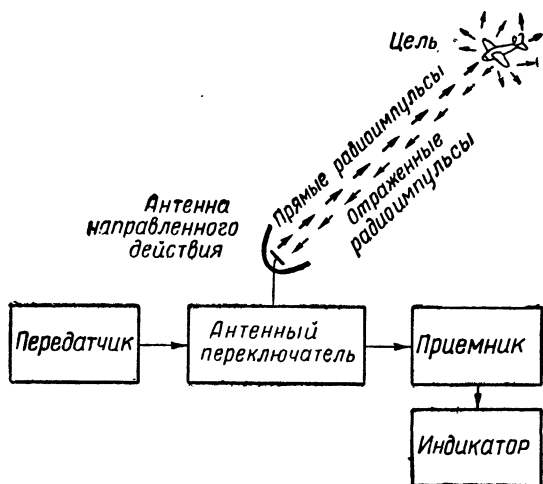 Цель
Прямые радиоимпульсы
Отраженные
радиоимпульсы
Антенна
направленного
действия
Передатчик
Антенный
переключатель
Приемник
Индикатор